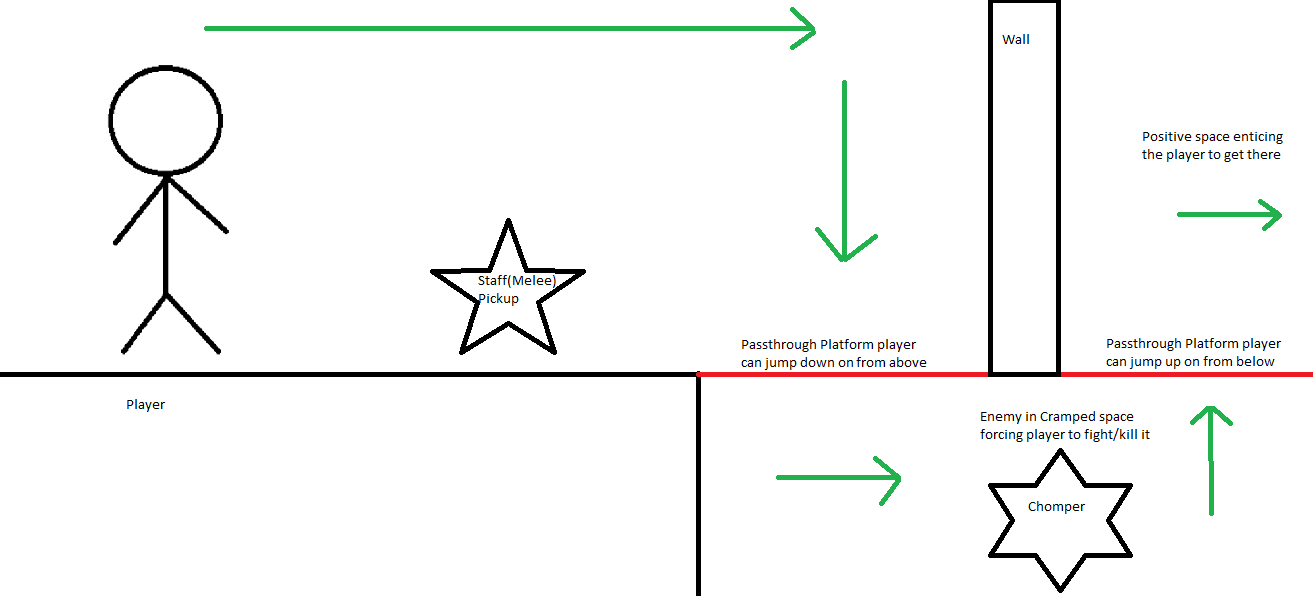 Wall
Positive space enticing
the player to get there
Staff(Melee)
Pickup
Passthrough Platform player
can jump down on from above
Passthrough Platform player
can jump up on from below
Player
Enemy in Cramped space
forcing player to fight/kill it
Chomper